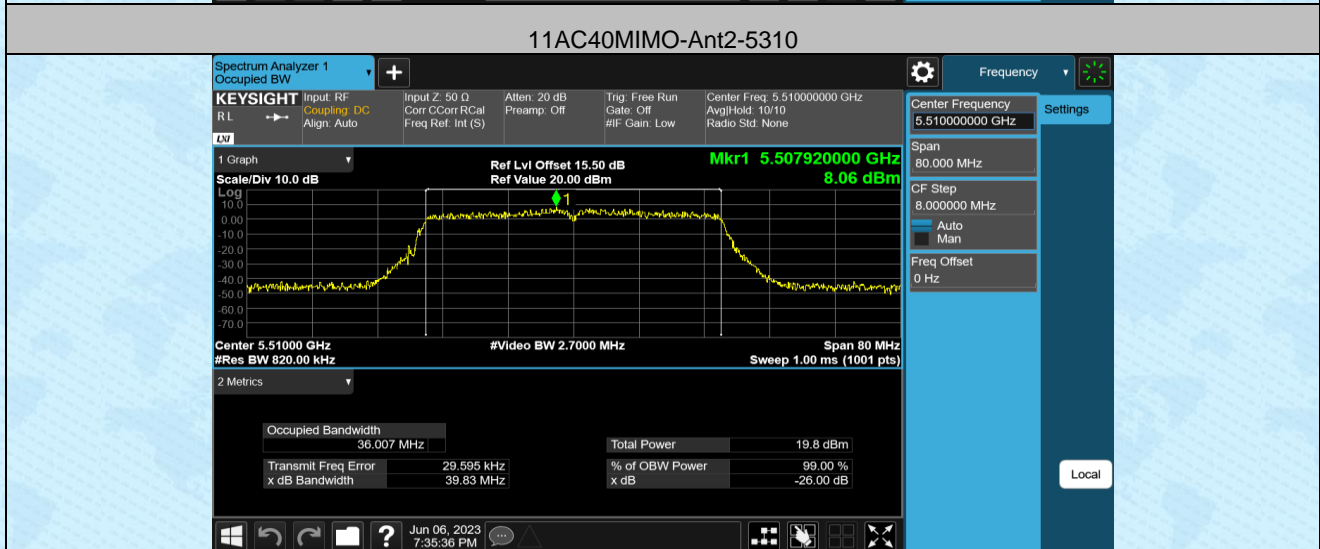 11AC40MIMO-Ant2-5310
Spectrum Analyzer 1
Occupied BW
+
Frequency
KEYSIGHT
R L
LXI
Input: RF
Coupling: DC
Align: Auto
Input Z: 50 Ω
Corr CCorr RCal
Freq Ref: Int (S)
Atten: 20 dB
Preamp: Off
Trig: Free Run
Gate: Off
#IF Gain: Low
Center Freq: 5.510000000 GHz
Avg|Hold: 10/10
Radio Std: None
Center Frequency
5.510000000 GHz
Settings
Span
80.000 MHz
CF Step
8.000000 MHz
Auto
Man
Freq Offset
0 Hz
1 Graph
Scale/Div 10.0 dB
Ref Lvl Offset 15.50 dB
Ref Value 20.00 dBm
Mkr1 5.507920000 GHz
8.06 dBm
Log
10.0
0.00
-10.0
-20.0
-30.0
-40.0
-50.0
-60.0
-70.0
1
Center 5.51000 GHz
#Res BW 820.00 kHz
#Video BW 2.7000 MHz
Span 80 MHz
Sweep 1.00 ms (1001 pts)
2 Metrics
Occupied Bandwidth
36.007 MHz
Total Power 19.8 dBm
Transmit Freq Error 29.595 kHz
% of OBW Power 99.00 %
x dB Bandwidth 39.83 MHz
x dB -26.00 dB
Local
?
Jun 06, 2023
7:35:36 PM